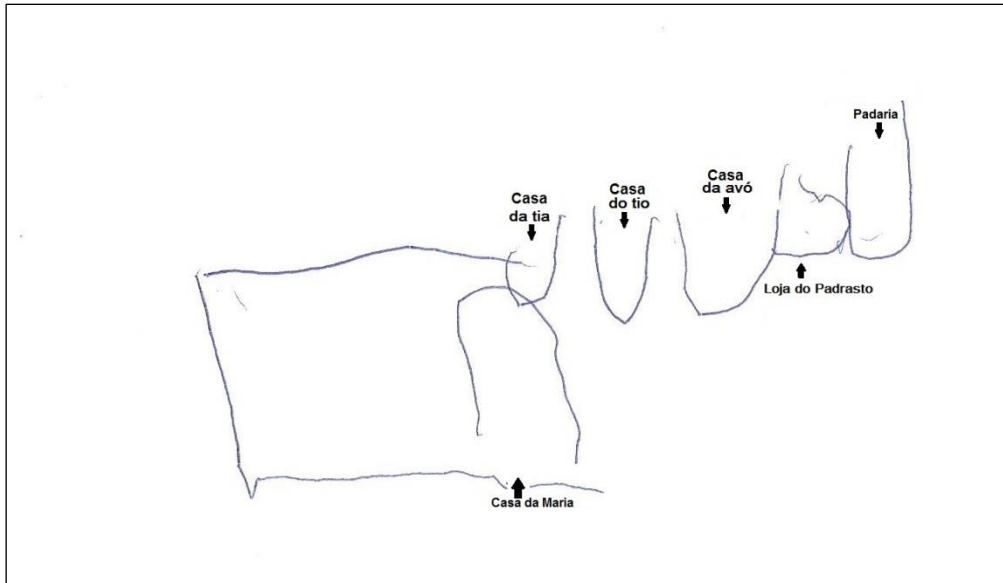 Padaria
Casa
da avó
Casa
do tio
Casa
da tia
Loja do Padrasto
Casa da Maria